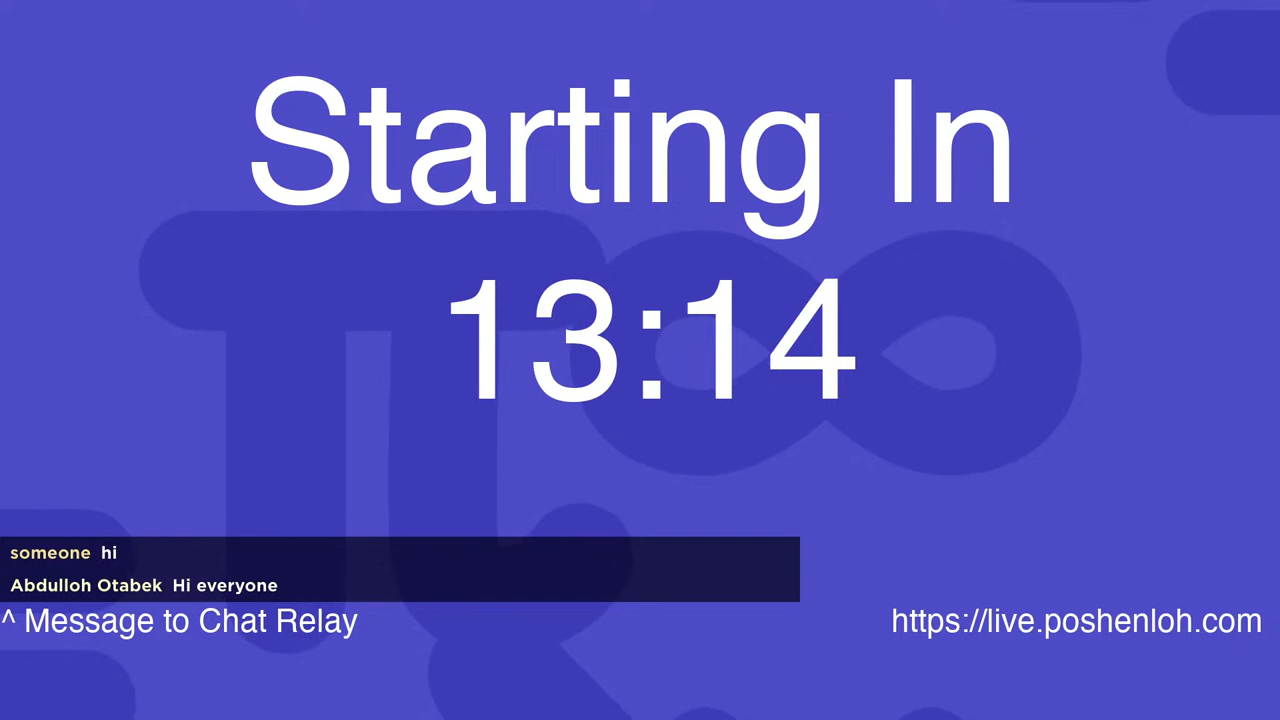 Starting In
13:14
someone hi
Abdulloh Otabek Hi everyone
^ Message to Chat Relay
https://live.poshenloh.com